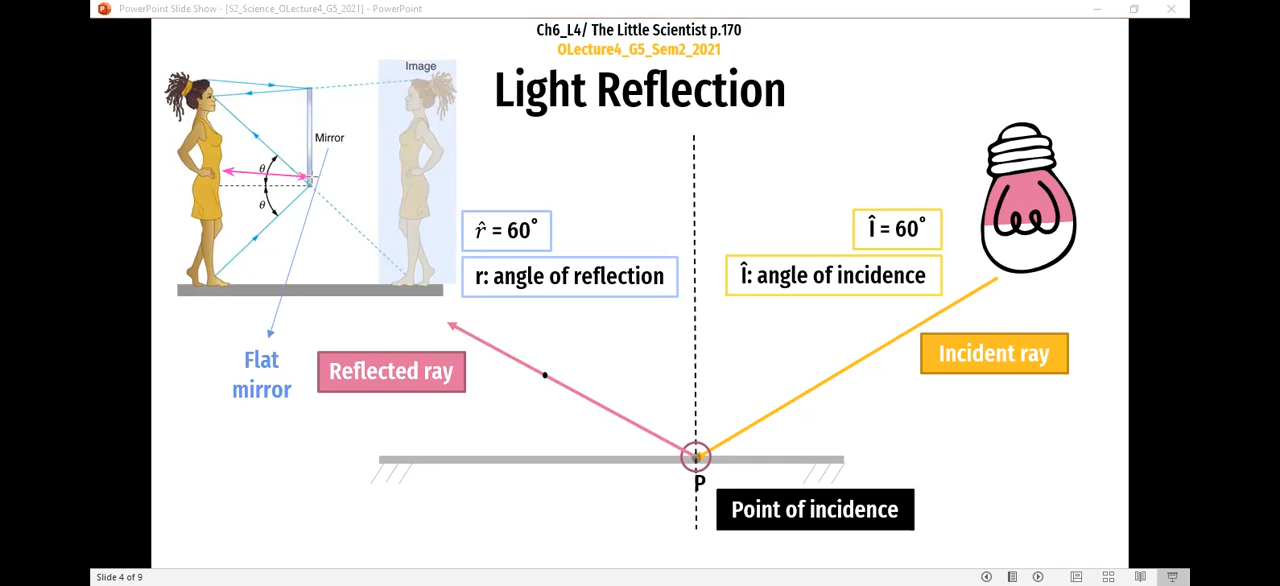 PowerPoint Slide Show - [S2_Science_OLecture4_G5_2021] - PowerPoint
Ch6_L4/ The Little Scientist p.170
OLecture4_G5_Sem2_2021
Light Reflection
Image
Mirror
θ
θ
r̂ = 60°
r: angle of reflection
Î = 60°
Î: angle of incidence
Flat
mirror
Reflected ray
Incident ray
P
Point of incidence
Slide 4 of 9